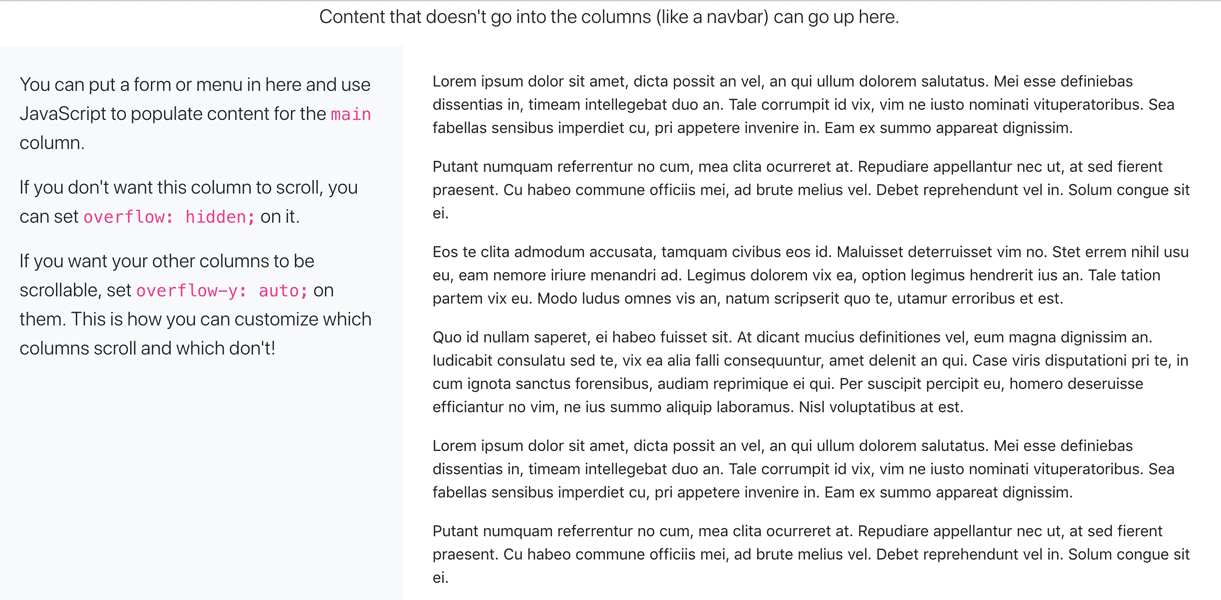 Content that doesn't go into the columns (like a navbar) can go up here.
You can put a form or menu in here and use
JavaScript to populate content for the main
column.
If you don't want this column to scroll, you
can set overflow: hidden; on it.
If you want your other columns to be
scrollable, set overflow-y: auto; on
them. This is how you can customize which
columns scroll and which don't!
Lorem ipsum dolor sit amet, dicta possit an vel, an qui ullum dolorem salutatus. Mei esse definiebas
dissentias in, timeam intellegebat duo an. Tale corrumpit id vix, vim ne iusto nominati vituperatoribus. Sea
fabellas sensibus imperdiet cu, pri appetere invenire in. Eam ex summo appareat dignissim.
Putant numquam referrentur no cum, mea clita ocurreret at. Repudiare appellantur nec ut, at sed fierent
praesent. Cu habeo commune officiis mei, ad brute melius vel. Debet reprehendunt vel in. Solum congue sit
ei.
Eos te clita admodum accusata, tamquam civibus eos id. Maluisset deterruisset vim no. Stet errem nihil usu
eu, eam nemore iriure menandri ad. Legimus dolorem vix ea, option legimus hendrerit ius an. Tale tation
partem vix eu. Modo ludus omnes vis an, natum scripserit quo te, utamur erroribus et est.
Quo id nullam saperet, ei habeo fuisset sit. At dicant mucius definitiones vel, eum magna dignissim an.
Iudicabit consulatu sed te, vix ea alia falli consequuntur, amet delenit an qui. Case viris disputationi pri te, in
cum ignota sanctus forensibus, audiam reprimique ei qui. Per suscipit percipit eu, homero deseruisse
efficiantur no vim, ne ius summo aliquip laboramus. Nisl voluptatibus at est.
Lorem ipsum dolor sit amet, dicta possit an vel, an qui ullum dolorem salutatus. Mei esse definiebas
dissentias in, timeam intellegebat duo an. Tale corrumpit id vix, vim ne iusto nominati vituperatoribus. Sea
fabellas sensibus imperdiet cu, pri appetere invenire in. Eam ex summo appareat dignissim.
Putant numquam referrentur no cum, mea clita ocurreret at. Repudiare appellantur nec ut, at sed fierent
praesent. Cu habeo commune officiis mei, ad brute melius vel. Debet reprehendunt vel in. Solum congue sit
ei.